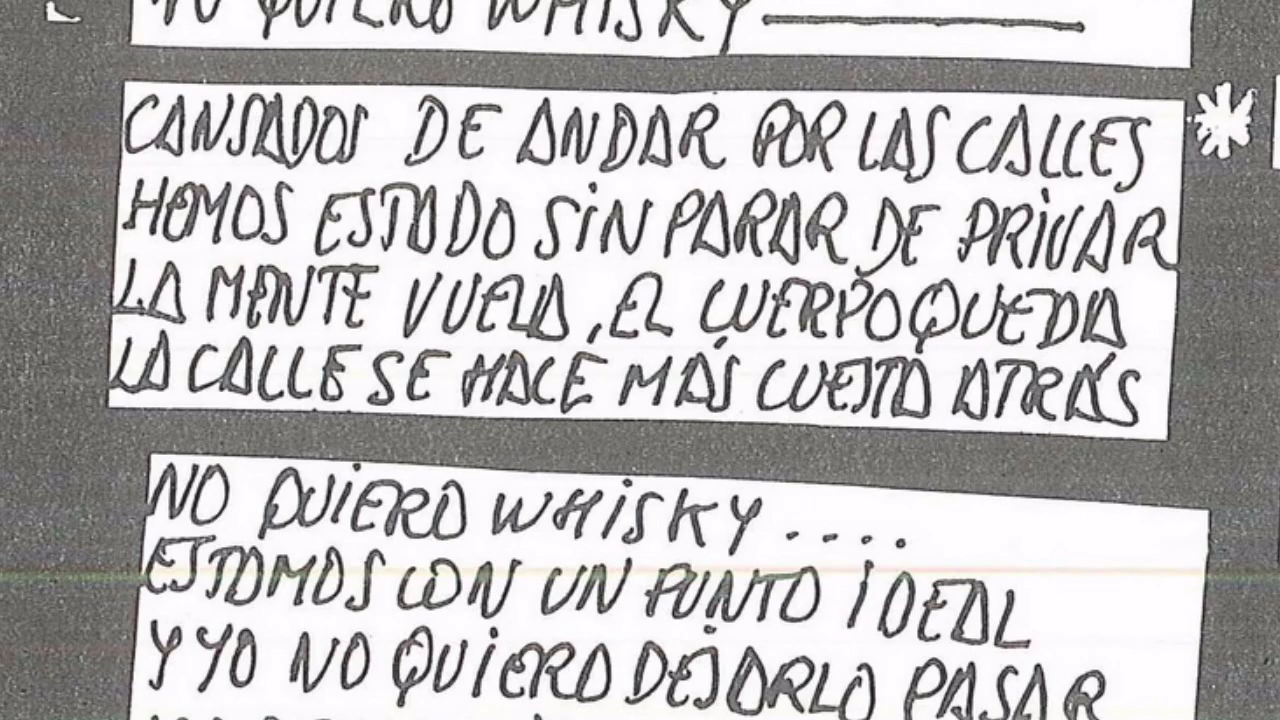 QUIERO WHISKY
CANSADOS DE ANDAR POR LAS CALLES
HEMOS ESTADO SIN PARAR DE PRIVAR
LA MENTE VUELA, EL CUERPO QUEDA
LA CALLE SE HACE MÁS CUESTA ATRÁS
NO QUIERO WHISKY....
ESTAMOS CON UN PUNTO IDEAL
Y YO NO QUIERO DEJARLO PASAR